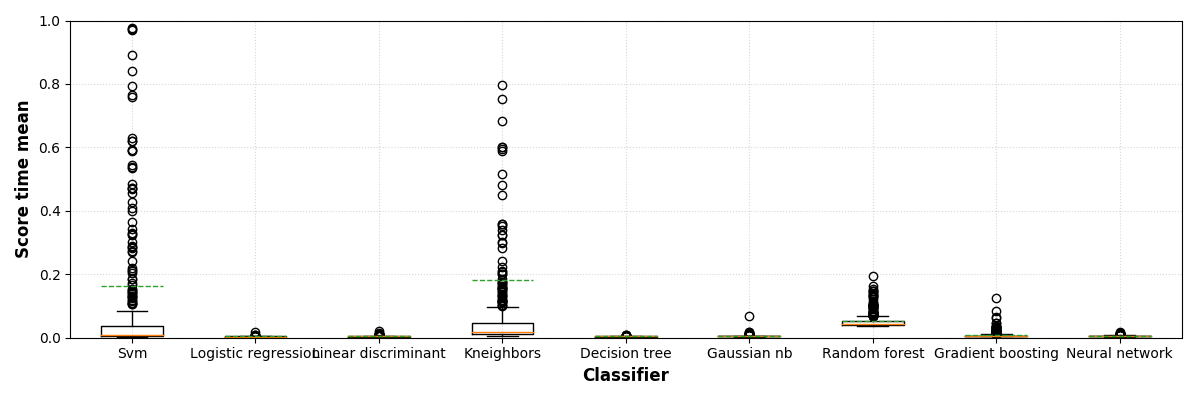 Score time mean
1.0
0.8
0.6
0.4
0.2
0.0
Svm Logistic regression Linear discriminant Kneighbors Decision tree Gaussian nb Random forest Gradient boosting Neural network
Classifier